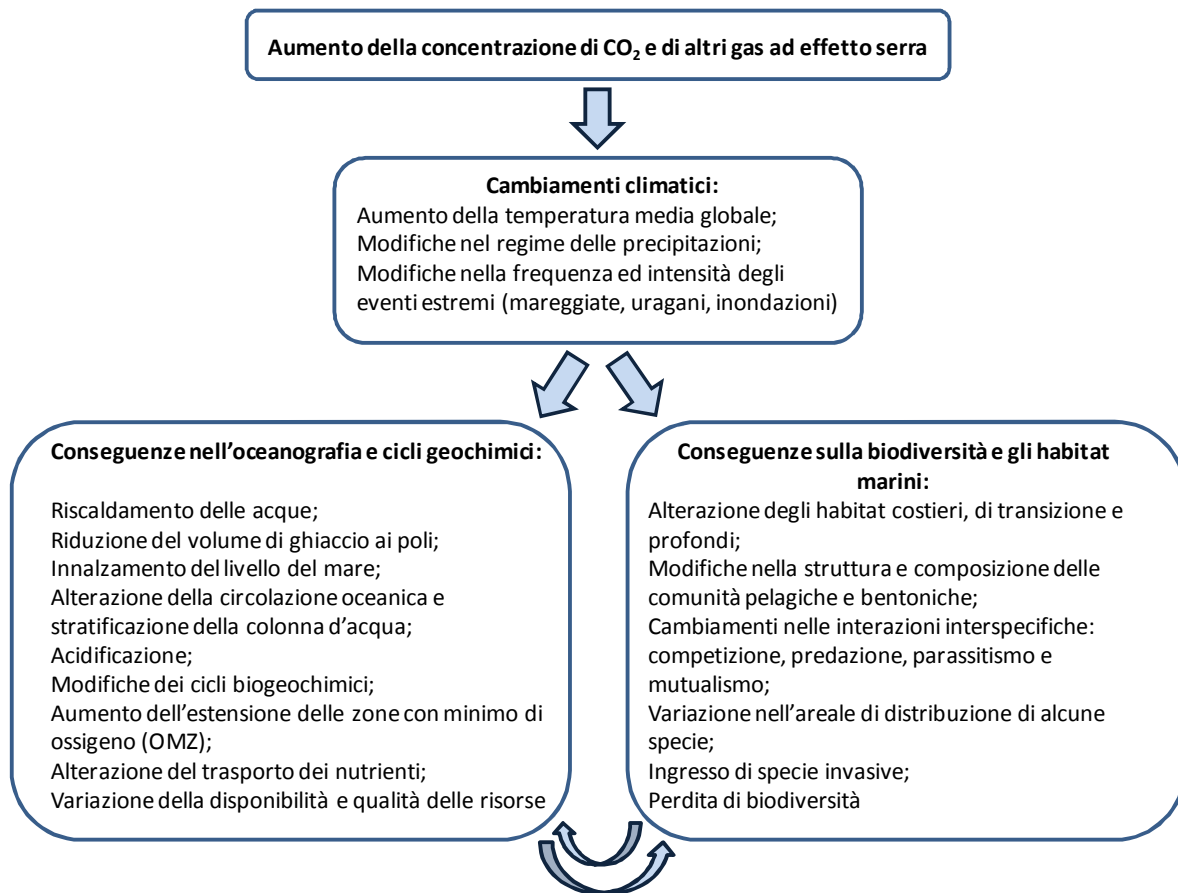 Aumento della concentrazione di CO₂ e di altri gas ad effetto serra
Cambiamenti climatici:
Aumento della temperatura media globale;
Modifiche nel regime delle precipitazioni;
Modifiche nella frequenza ed intensità degli
eventi estremi (mareggiate, uragani, inondazioni)
Conseguenze nell'oceanografia e cicli geochimici:
Riscaldamento delle acque;
Riduzione del volume di ghiaccio ai poli;
Innalzamento del livello del mare;
Alterazione della circolazione oceanica e
stratificazione della colonna d'acqua;
Acidificazione;
Modifiche dei cicli biogeochimici;
Aumento dell'estensione delle zone con minimo di
ossigeno (OMZ);
Alterazione del trasporto dei nutrienti;
Variazione della disponibilità e qualità delle risorse
Conseguenze sulla biodiversità e gli habitat
marini:
Alterazione degli habitat costieri, di transizione e
profondi;
Modifiche nella struttura e composizione delle
comunità pelagiche e bentoniche;
Cambiamenti nelle interazioni interspecifiche:
competizione, predazione, parassitismo e
mutualismo;
Variazione nell'areale di distribuzione di alcune
specie;
Ingresso di specie invasive;
Perdita di biodiversità